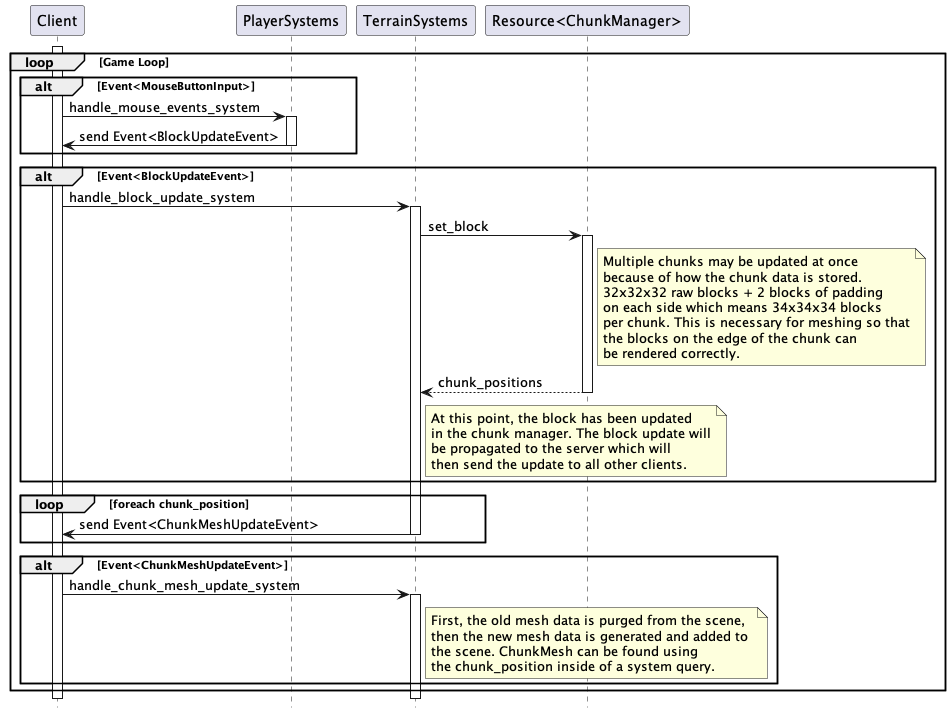 Client
PlayerSystems
TerrainSystems
Resource<ChunkManager>
loop
[Game Loop]
alt
[Event<MouseButtonInput>]
handle_mouse_events_system
send Event<BlockUpdateEvent>
alt
[Event<BlockUpdateEvent>]
handle_block_update_system
set_block
Multiple chunks may be updated at once
because of how the chunk data is stored.
32x32x32 raw blocks + 2 blocks of padding
on each side which means 34x34x34 blocks
per chunk. This is necessary for meshing so that
the blocks on the edge of the chunk can
be rendered correctly.
chunk_positions
At this point, the block has been updated
in the chunk manager. The block update will
be propagated to the server which will
then send the update to all other clients.
loop
[foreach chunk_position]
send Event<ChunkMeshUpdateEvent>
alt
[Event<ChunkMeshUpdateEvent>]
handle_chunk_mesh_update_system
First, the old mesh data is purged from the scene,
then the new mesh data is generated and added to
the scene. ChunkMesh can be found using
the chunk_position inside of a system query.